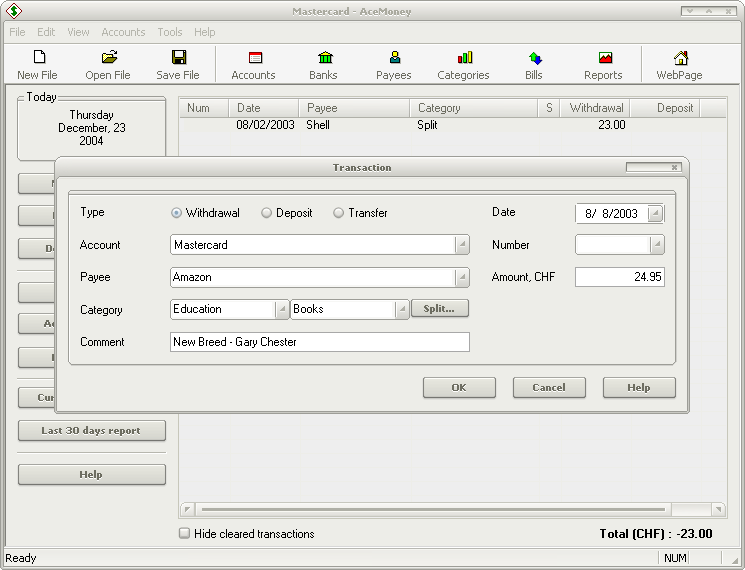 Mastercard - AceMoney
File Edit View Accounts Tools Help
New File Open File Save File Accounts Banks Payees Categories Bills Reports WebPage
Today
Thursday
December, 23
2004
Num Date Payee Category S Withdrawal Deposit
08/02/2003 Shell Split 23.00
Transaction
Type Withdrawal Deposit Transfer Date 8/ 8/2003
Account Mastercard Number
Payee Amazon Amount, CHF 24.95
Category Education Books Split...
Comment New Breed - Gary Chester
OK Cancel Help
Last 30 days report
Help
Hide cleared transactions Total (CHF) : -23.00
Ready NUM